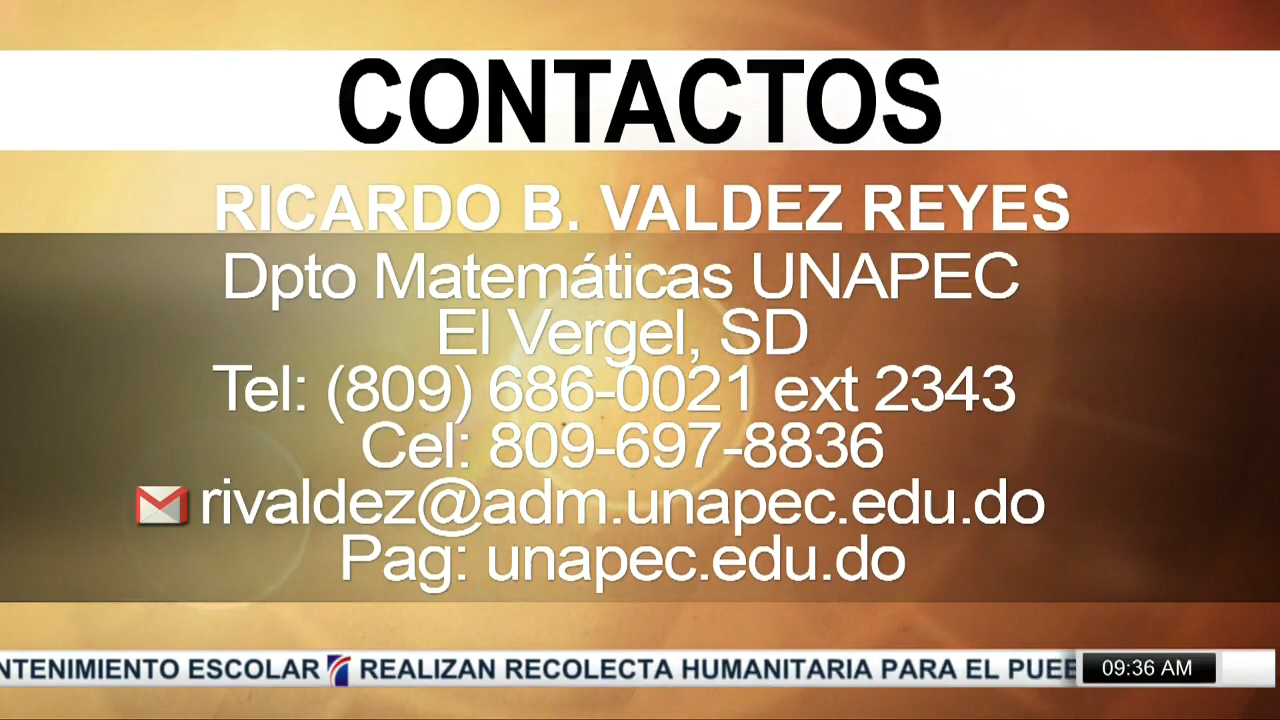 CONTACTOS
RICARDO B. VALDEZ REYES
Dpto Matemáticas UNAPEC
El Vergel, SD
Tel: (809) 686-0021 ext 2343
Cel: 809-697-8836
rivaldez@adm.unapec.edu.do
Pag: unapec.edu.do
ESCOLAR REALIZAN RECOLECTA HUMANITARIA PARA EL
09:36 AM